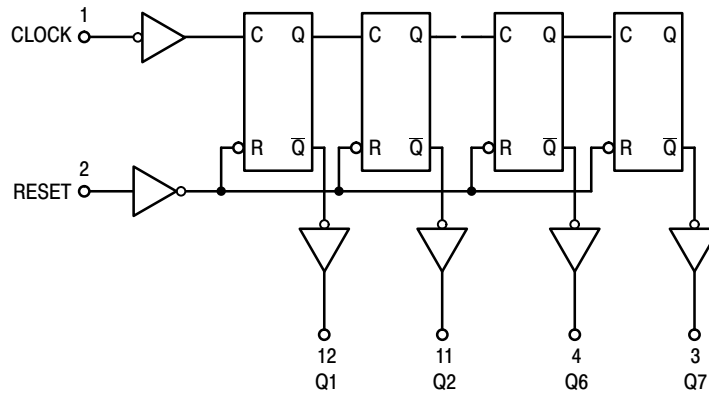 1
CLOCK
C Q C Q C Q C Q
R Q̅ R Q̅ R Q̅ R Q̅
2
RESET
12 11 4 3
Q1 Q2 Q6 Q7